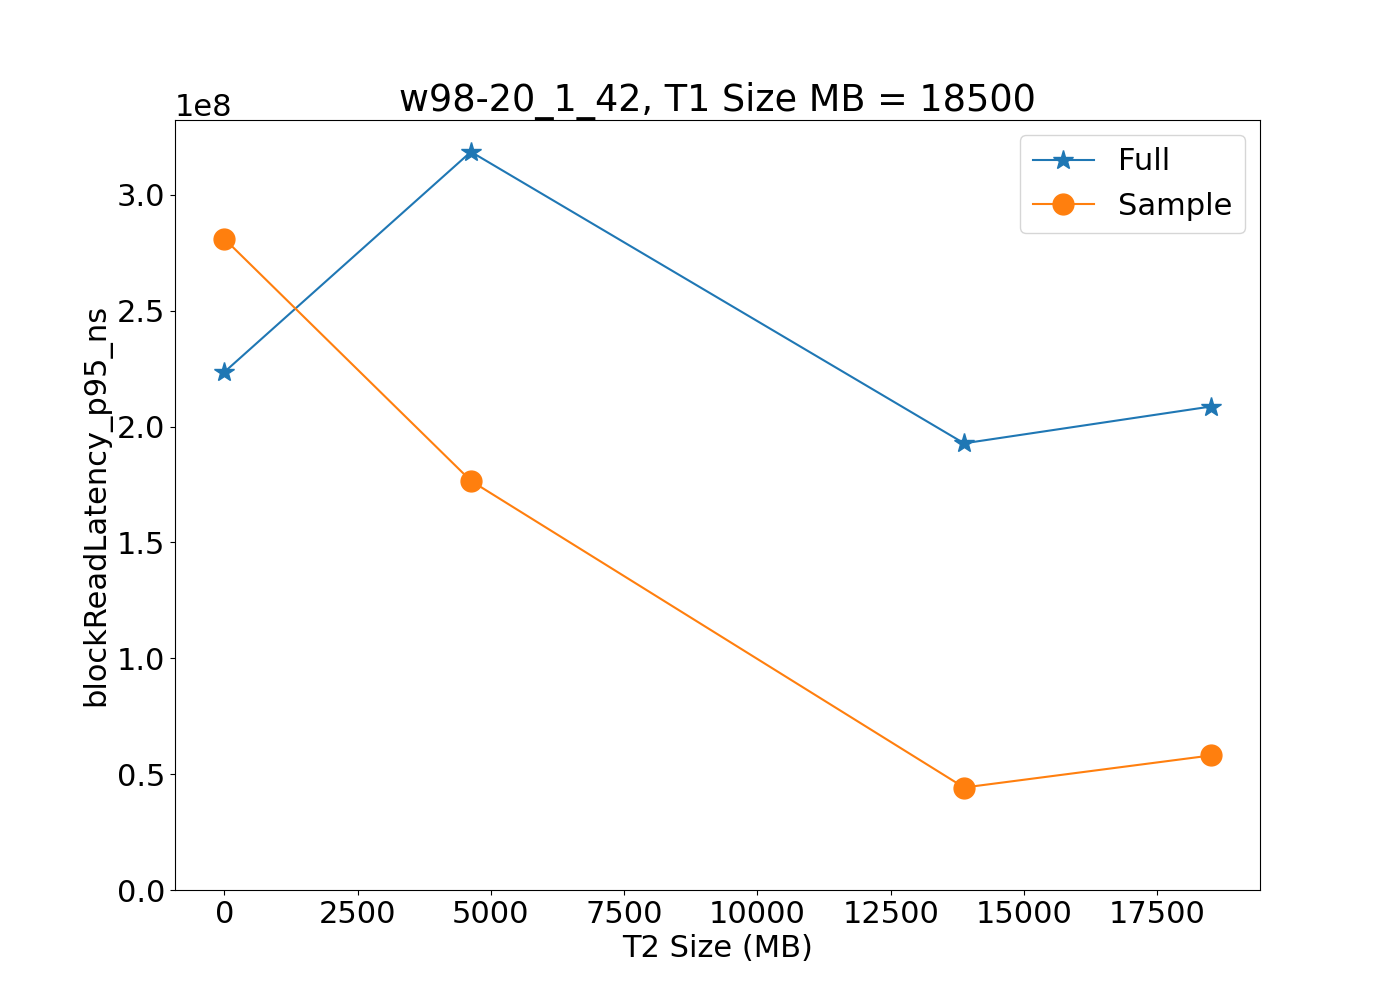 w98-20_1_42, T1 Size MB = 18500
1e8
Full
Sample
3.0
2.5
2.0
1.5
1.0
0.5
0.0
blockReadLatency_p95_ns
0 2500 5000 7500 10000 12500 15000 17500
T2 Size (MB)